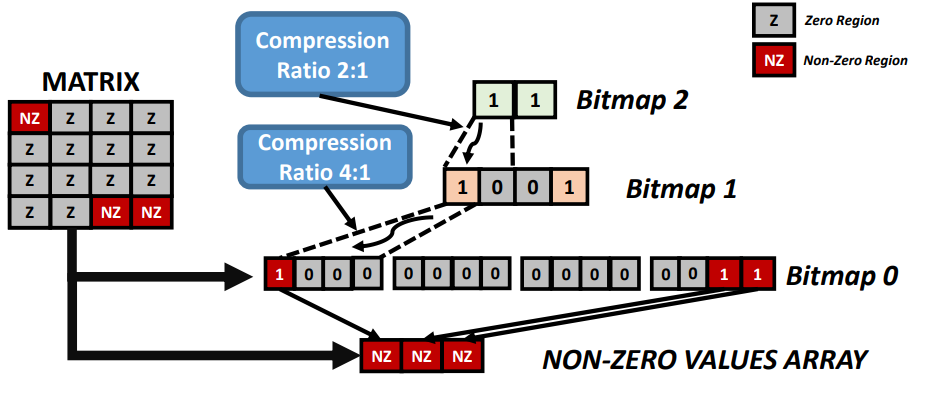 Compression
Ratio 2:1
Z Zero Region
NZ Non-Zero Region
MATRIX
NZ Z Z Z
Z Z Z Z
Z Z Z Z
Z Z NZ NZ
1 1 Bitmap 2
Compression
Ratio 4:1
1 0 0 1 Bitmap 1
1 0 0 0 0 0 0 0 0 0 0 0 0 0 1 1 Bitmap 0
NZ NZ NZ NON-ZERO VALUES ARRAY